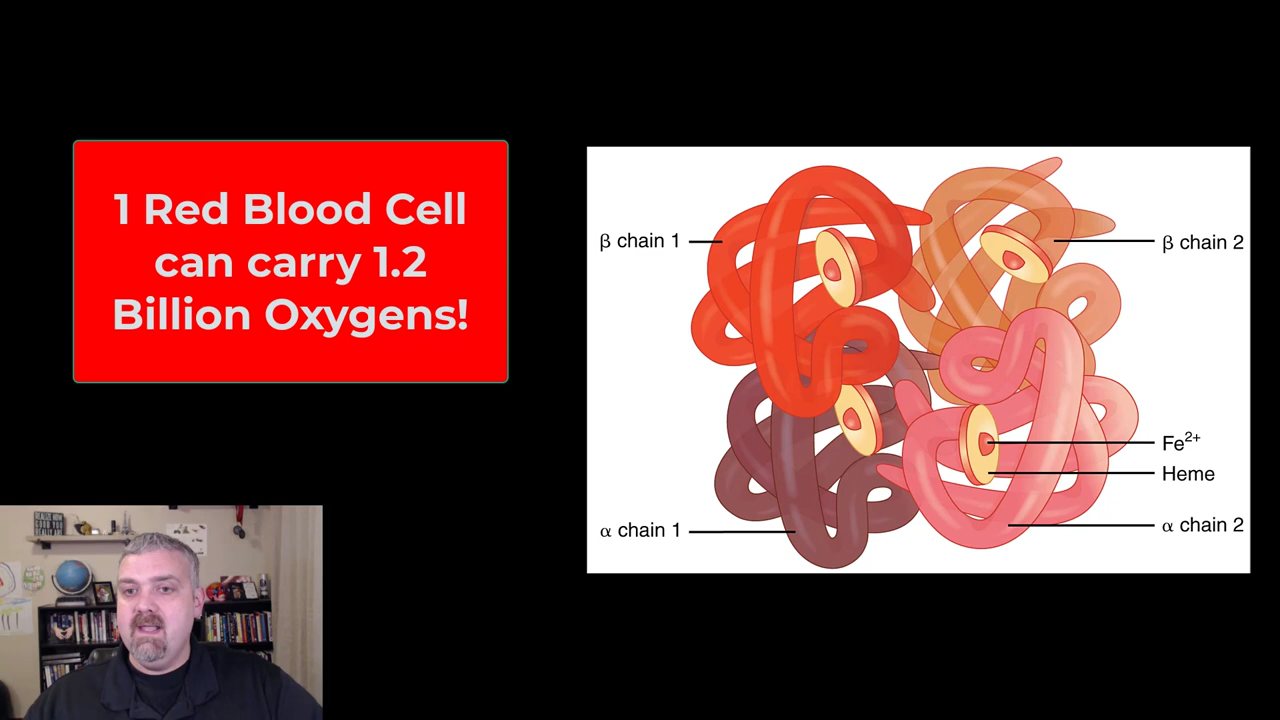 1 Red Blood Cell
can carry 1.2
Billion Oxygens!
β chain 1
β chain 2
Fe²⁺
Heme
α chain 1
α chain 2